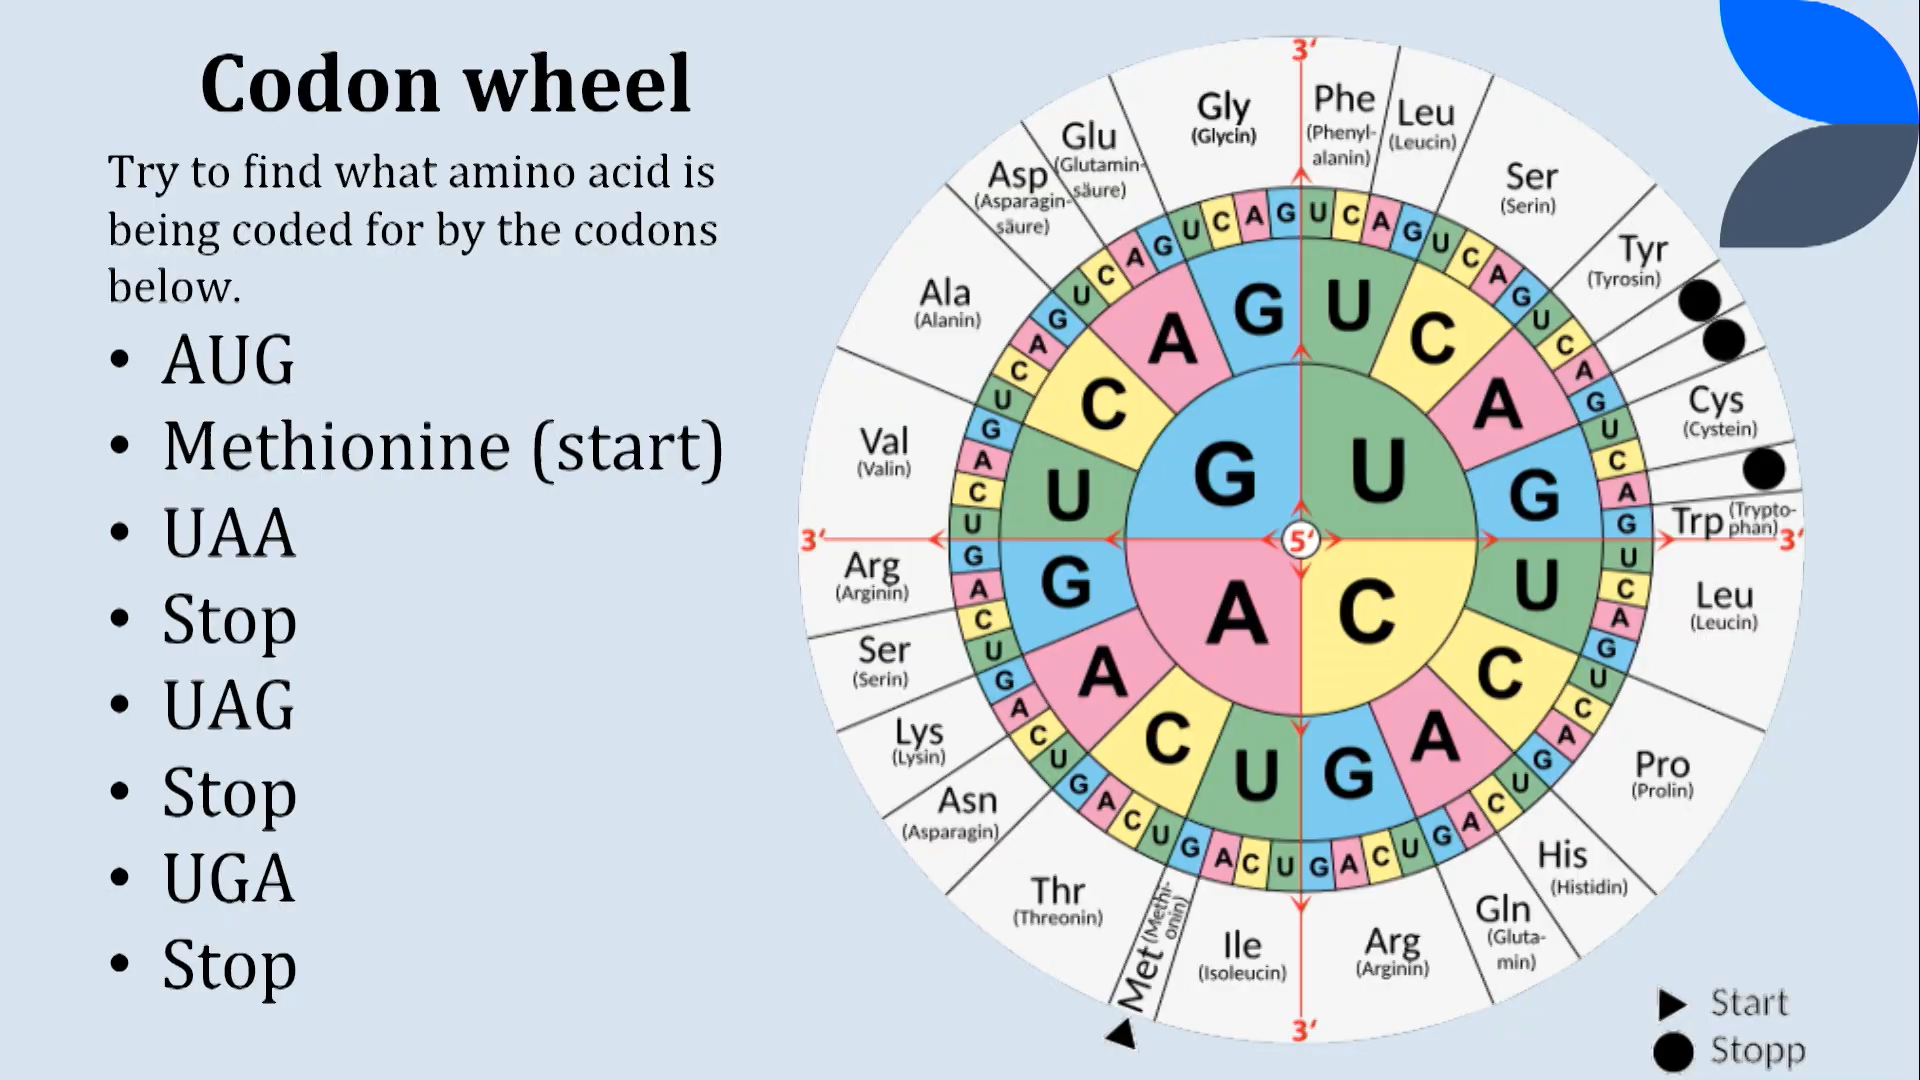 Codon wheel
Try to find what amino acid is
being coded for by the codons
below.
• AUG
• Methionine (start)
• UAA
• Stop
• UAG
• Stop
• UGA
• Stop
3‘
Gly
(Glycin)
Phe
(Phenyl-
alanin)
Leu
(Leucin)
Ser
(Serin)
Tyr
(Tyrosin)
Cys
(Cystein)
Trp (Trypto-
phan)
3‘
Leu
(Leucin)
Pro
(Prolin)
His
(Histidin)
Gln
(Gluta-
min)
Arg
(Arginin)
3‘
Ile
(Isoleucin)
Met (Methi-
onin)
Thr
(Threonin)
Asn
(Asparagin)
Lys
(Lysin)
Ser
(Serin)
Arg
(Arginin)
3‘
Val
(Valin)
Ala
(Alanin)
Asp
(Asparagin-
säure)
Glu
(Glutamin-
säure)
U C A G U C A G U C A G U C A G
U C A G U C A G U C A G U C A G
U C A G U C A G U C A G U C A G
U C A G U C A G U C A G U C A G
U C A G
U C A G
U C A G
U C A G
G U
5‘
A C
Start
Stopp